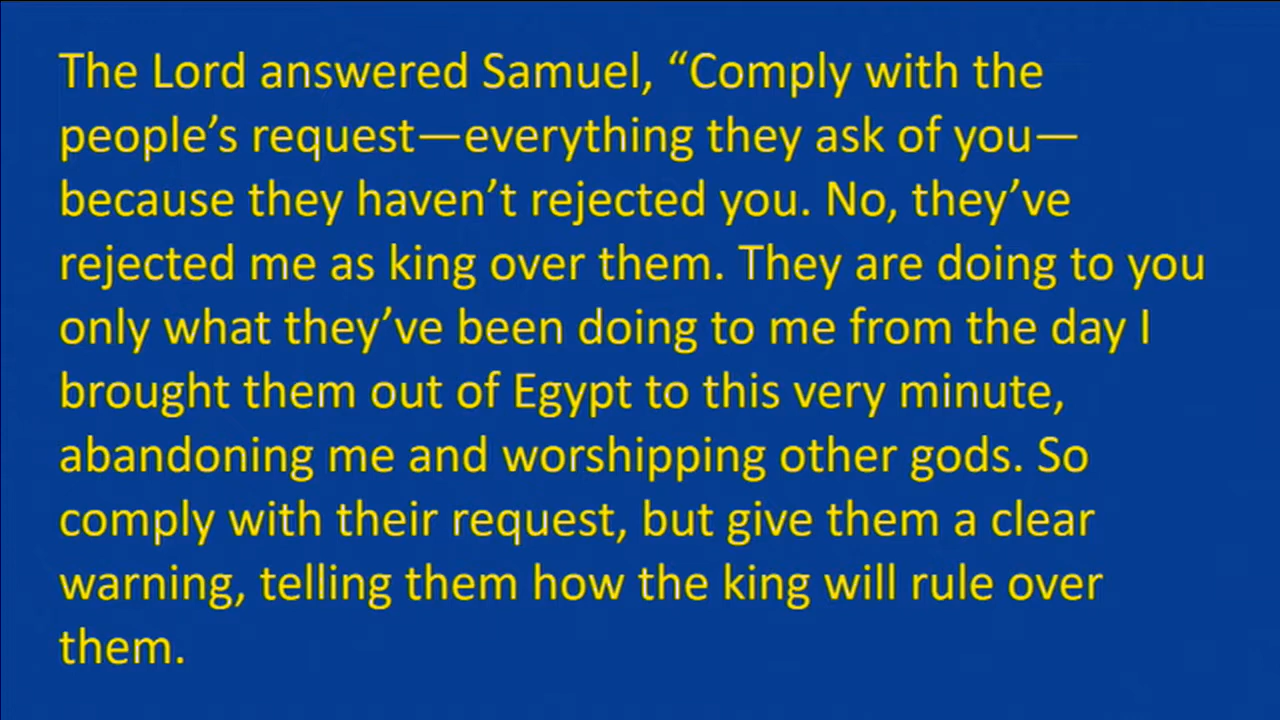 The Lord answered Samuel, “Comply with the
people’s request—everything they ask of you—
because they haven’t rejected you. No, they’ve
rejected me as king over them. They are doing to you
only what they’ve been doing to me from the day I
brought them out of Egypt to this very minute,
abandoning me and worshipping other gods. So
comply with their request, but give them a clear
warning, telling them how the king will rule over
them.